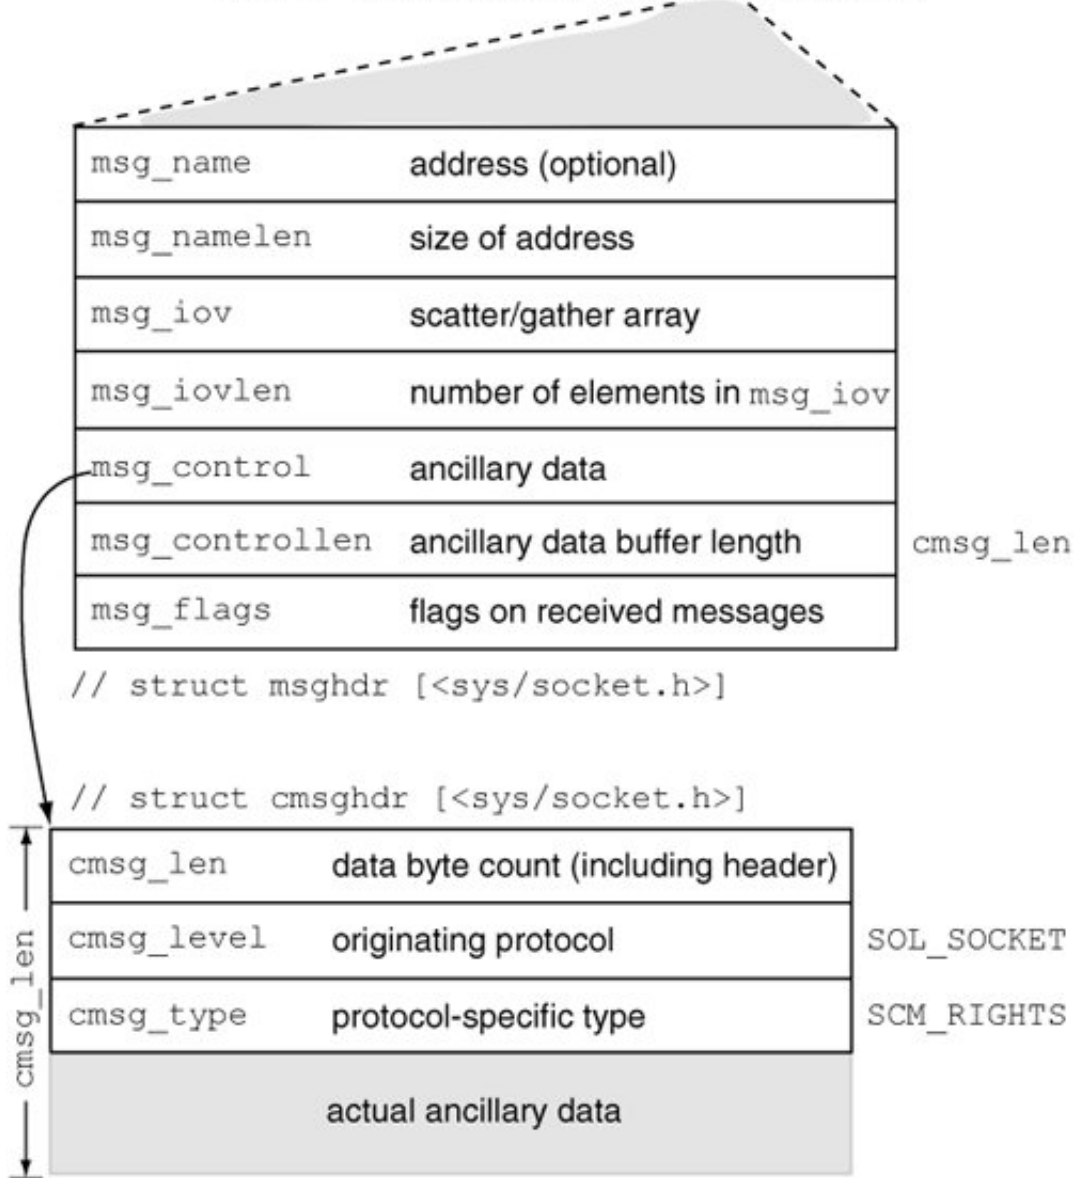 msg_name address (optional)
msg_namelen size of address
msg_iov scatter/gather array
msg_iovlen number of elements in msg_iov
msg_control ancillary data
msg_controllen ancillary data buffer length cmsg_len
msg_flags flags on received messages
// struct msghdr [<sys/socket.h>]
// struct cmsghdr [<sys/socket.h>]
cmsg_len data byte count (including header)
cmsg_level originating protocol SOL_SOCKET
cmsg_type protocol-specific type SCM_RIGHTS
actual ancillary data
cmsg_len